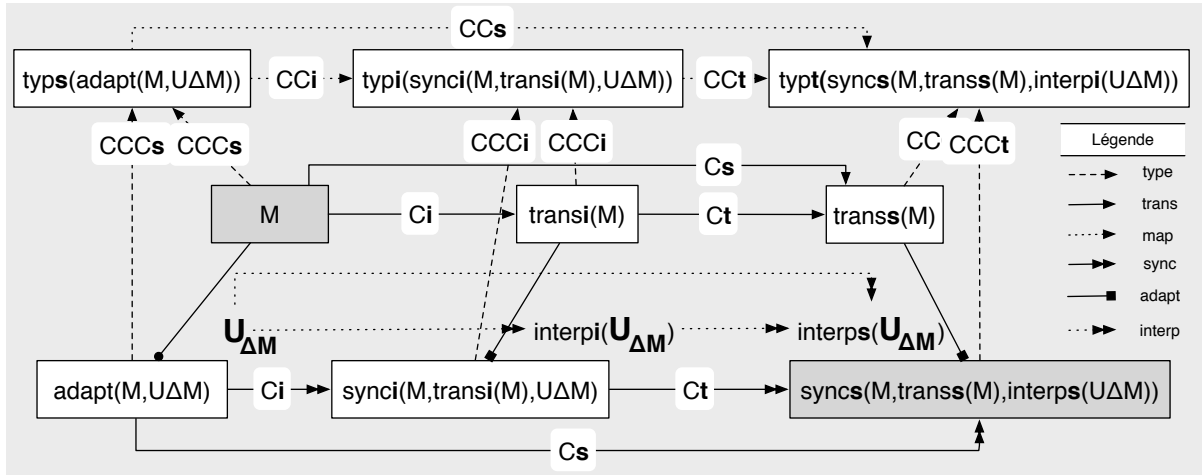 CCs
typs(adapt(M,UΔM))
CCi
typi(synci(M,transi(M),U∆M))
CCt
typt(syncs(M,transs(M),interpi(U∆M))
CCCs
CCCs
CCCi
CCCi
CC
CCCt
Légende
type
trans
map
sync
adapt
interp
Cs
M
Ci
transi(M)
Ct
transs(M)
UΔM
interpi(UΔM)
interps(UΔM)
adapt(M,UΔM)
Ci
synci(M,transi(M),UΔM)
Ct
syncs(M,transs(M),interps(UΔM))
Cs